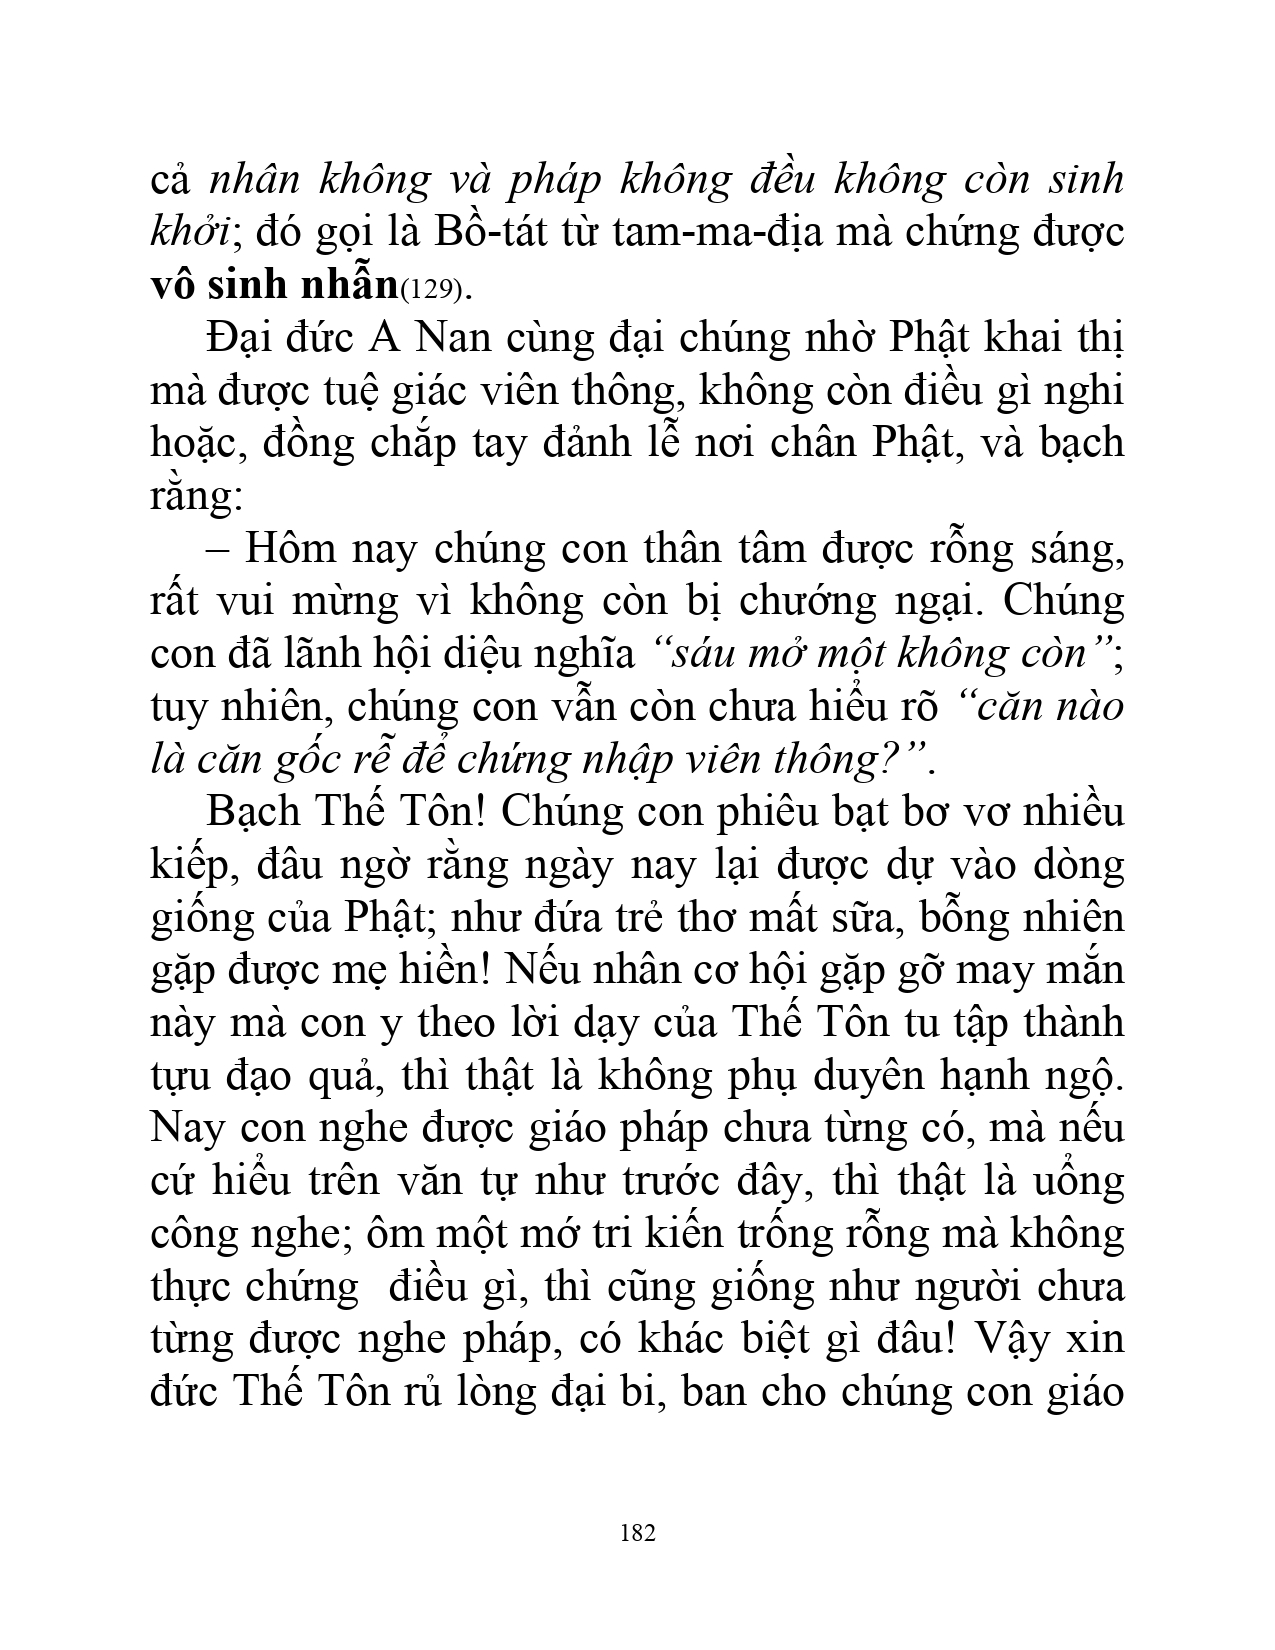 cả nhân không và pháp không đều không còn sinh
khởi; đó gọi là Bồ-tát từ tam-ma-địa mà chứng được
vô sinh nhẫn(129).
Đại đức A Nan cùng đại chúng nhờ Phật khai thị
mà được tuệ giác viên thông, không còn điều gì nghi
hoặc, đồng chắp tay đảnh lễ nơi chân Phật, và bạch
rằng:
– Hôm nay chúng con thân tâm được rỗng sáng,
rất vui mừng vì không còn bị chướng ngại. Chúng
con đã lãnh hội diệu nghĩa “sáu mở một không còn”;
tuy nhiên, chúng con vẫn còn chưa hiểu rõ “căn nào
là căn gốc rễ để chứng nhập viên thông?”.
Bạch Thế Tôn! Chúng con phiêu bạt bơ vơ nhiều
kiếp, đâu ngờ rằng ngày nay lại được dự vào dòng
giống của Phật; như đứa trẻ thơ mất sữa, bỗng nhiên
gặp được mẹ hiền! Nếu nhân cơ hội gặp gỡ may mắn
này mà con y theo lời dạy của Thế Tôn tu tập thành
tựu đạo quả, thì thật là không phụ duyên hạnh ngộ.
Nay con nghe được giáo pháp chưa từng có, mà nếu
cứ hiểu trên văn tự như trước đây, thì thật là uổng
công nghe; ôm một mớ tri kiến trống rỗng mà không
thực chứng  điều gì, thì cũng giống như người chưa
từng được nghe pháp, có khác biệt gì đâu! Vậy xin
đức Thế Tôn rủ lòng đại bi, ban cho chúng con giáo
182